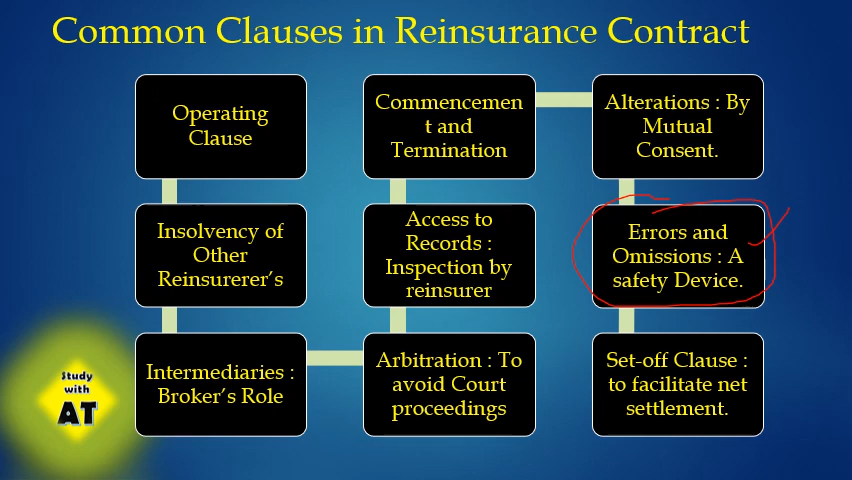 Common Clauses in Reinsurance Contract
Operating
Clause
Insolvency of
Other
Reinsurerer's
Intermediaries :
Broker's Role
Arbitration : To
avoid Court
proceedings
Access to
Records :
Inspection by
reinsurer
Commencemen
t and
Termination
Alterations : By
Mutual
Consent.
Errors and
Omissions : A
safety Device.
Set-off Clause :
to facilitate net
settlement.
Study
with
AT